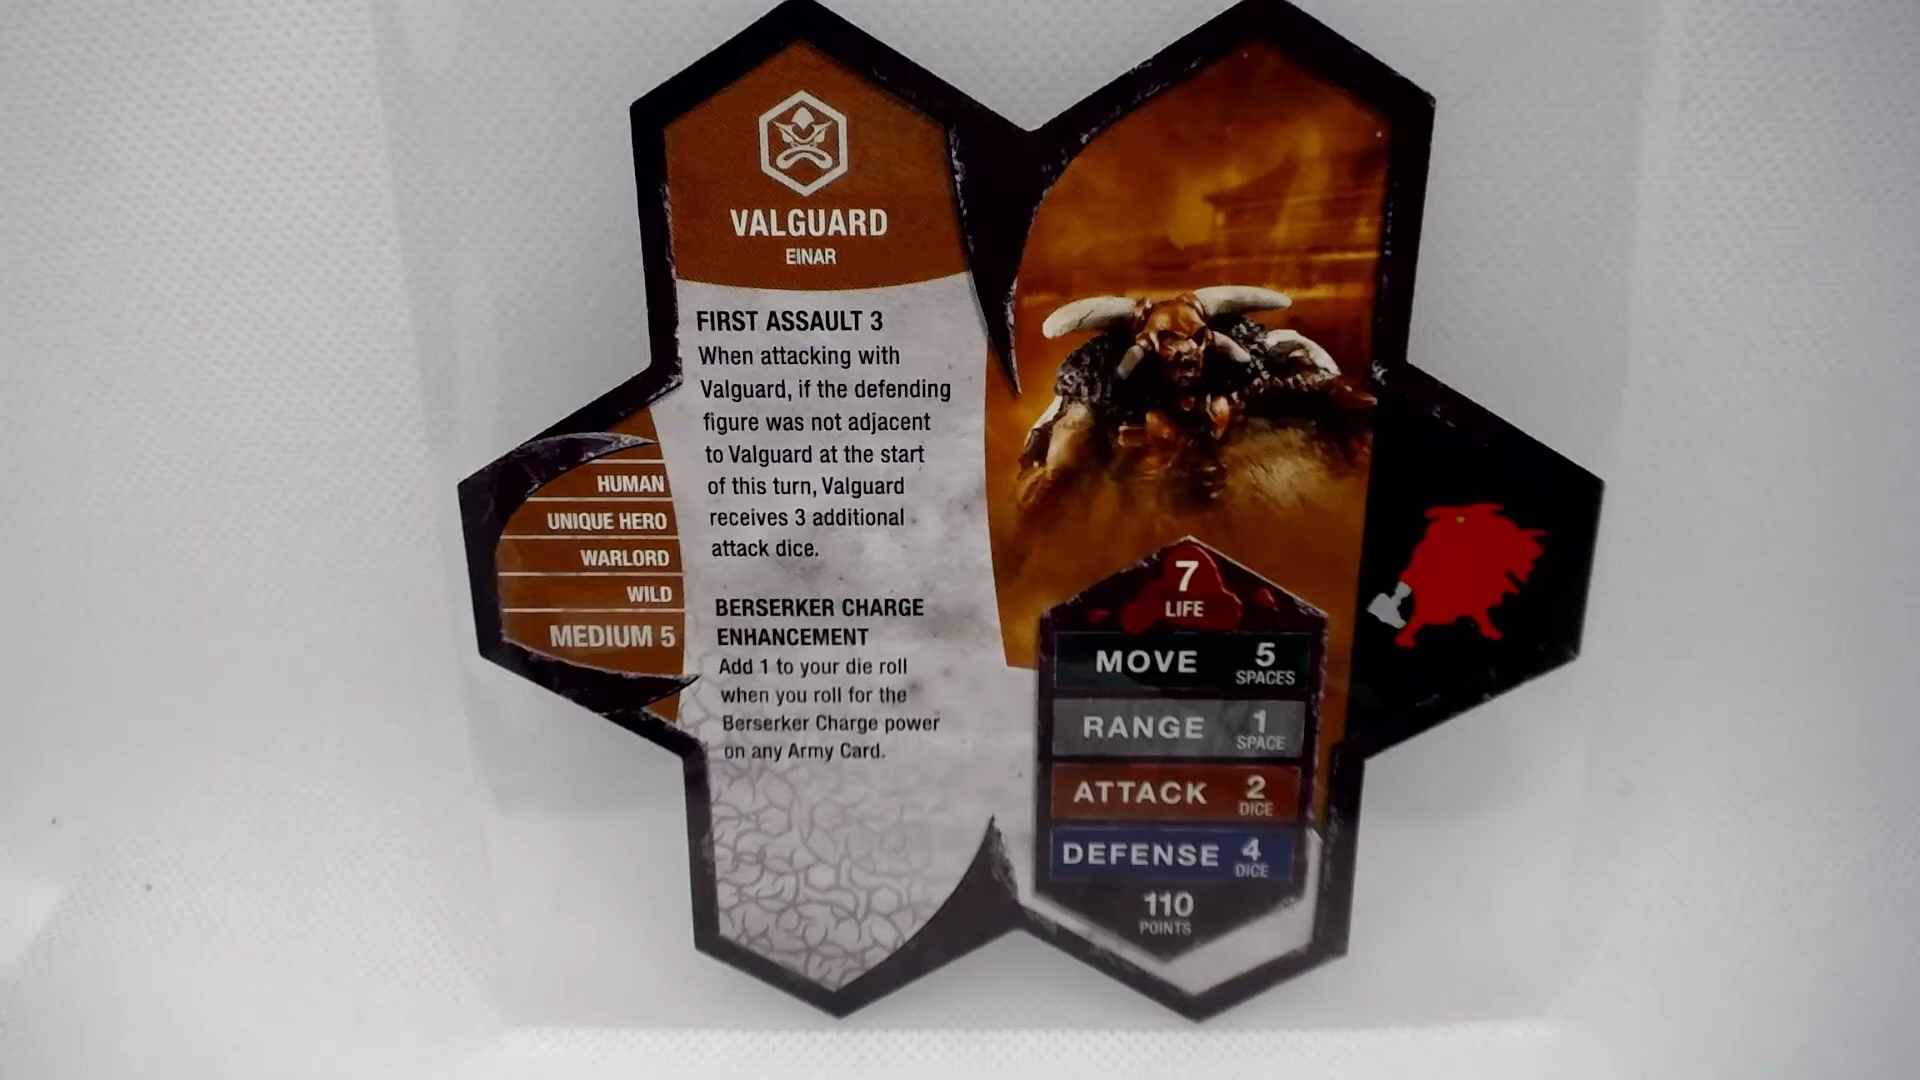 VALGUARD
EINAR
FIRST ASSAULT 3
When attacking with
Valguard, if the defending
figure was not adjacent
to Valguard at the start
of this turn, Valguard
receives 3 additional
attack dice.
BERSERKER CHARGE
ENHANCEMENT
Add 1 to your die roll
when you roll for the
Berserker Charge power
on any Army Card.
HUMAN
UNIQUE HERO
WARLORD
WILD
MEDIUM 5
7
LIFE
MOVE 5
SPACES
RANGE 1
SPACE
ATTACK 2
DICE
DEFENSE 4
DICE
110
POINTS